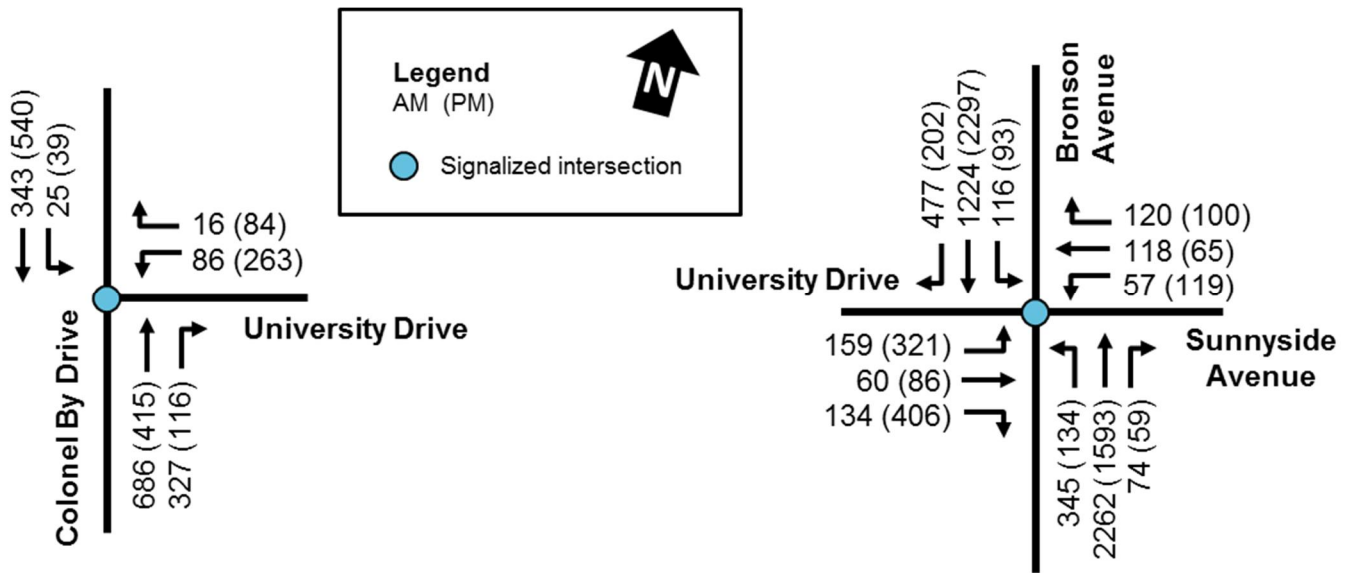 Legend
AM (PM)
N
Signalized intersection
343 (540)
25 (39)
16 (84)
86 (263)
University Drive
Colonel By Drive
686 (415)
327 (116)
477 (202)
1224 (2297)
116 (93)
Bronson
Avenue
120 (100)
118 (65)
57 (119)
University Drive
159 (321)
60 (86)
134 (406)
Sunnyside
Avenue
345 (134)
2262 (1593)
74 (59)